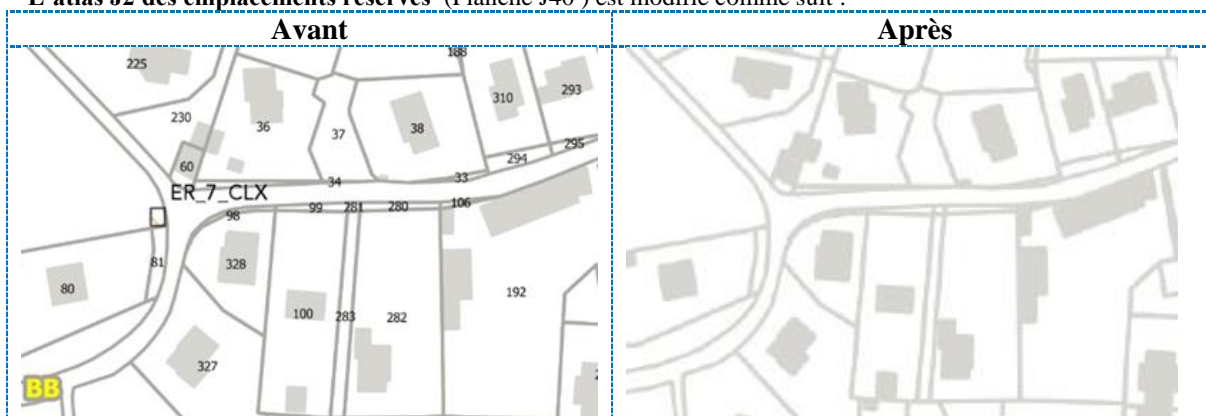 L'atlas J2 des emplacements réservés (Planche J40 ) est modifié comme suit :
Avant Après
188
225
310 293
230
36 37 38
295
294
60
34 33
ER_7_CLX
99 281 280 106
98
81
328
80
192
100 283 282
327
BB